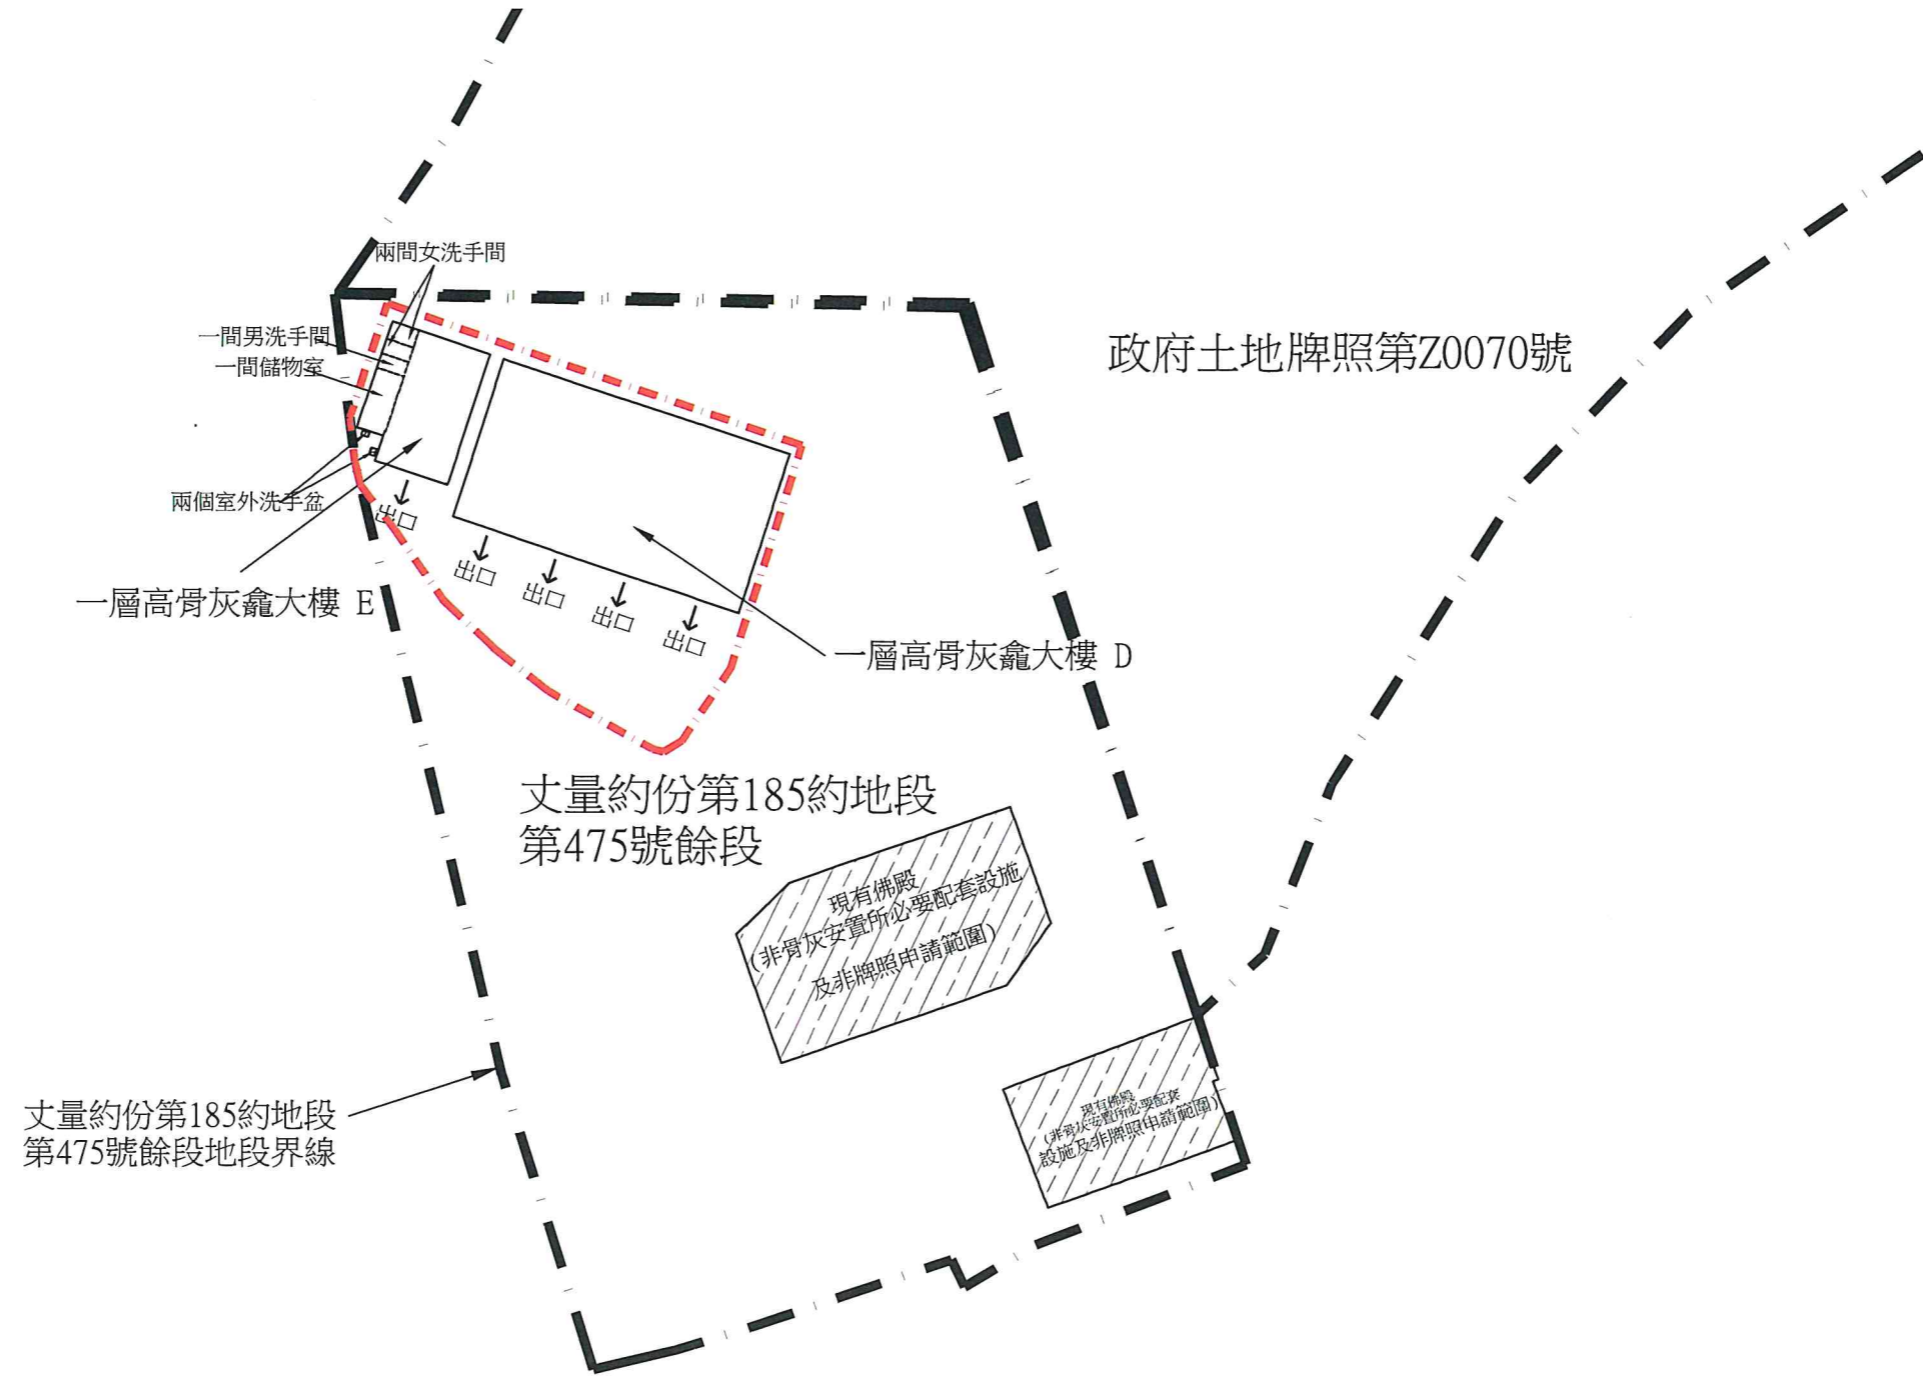 兩間女洗手間
一間男洗手間
一間儲物室
政府土地牌照第Z0070號
兩個室外洗手盆
出口
出口
出口
出口
出口
一層高骨灰龕大樓 E
一層高骨灰龕大樓 D
丈量約份第185約地段
第475號餘段
現有佛殿
(非骨灰安置所必要配套設施
及非牌照申請範圍)
現有佛殿
(非骨灰安置所必要配套
設施及非牌照申請範圍)
丈量約份第185約地段
第475號餘段地段界線